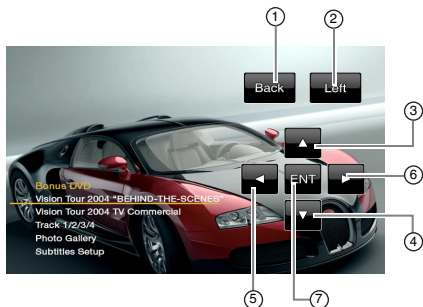 ① ②
Back Left
③
ENT
⑥
Bonus DVD
Vision Tour 2004 "BEHIND-THE-SCENES"
Vision Tour 2004 TV Commercial
Track 1/2/3/4
Photo Gallery
Subtitles Setup
④
⑤ ⑦